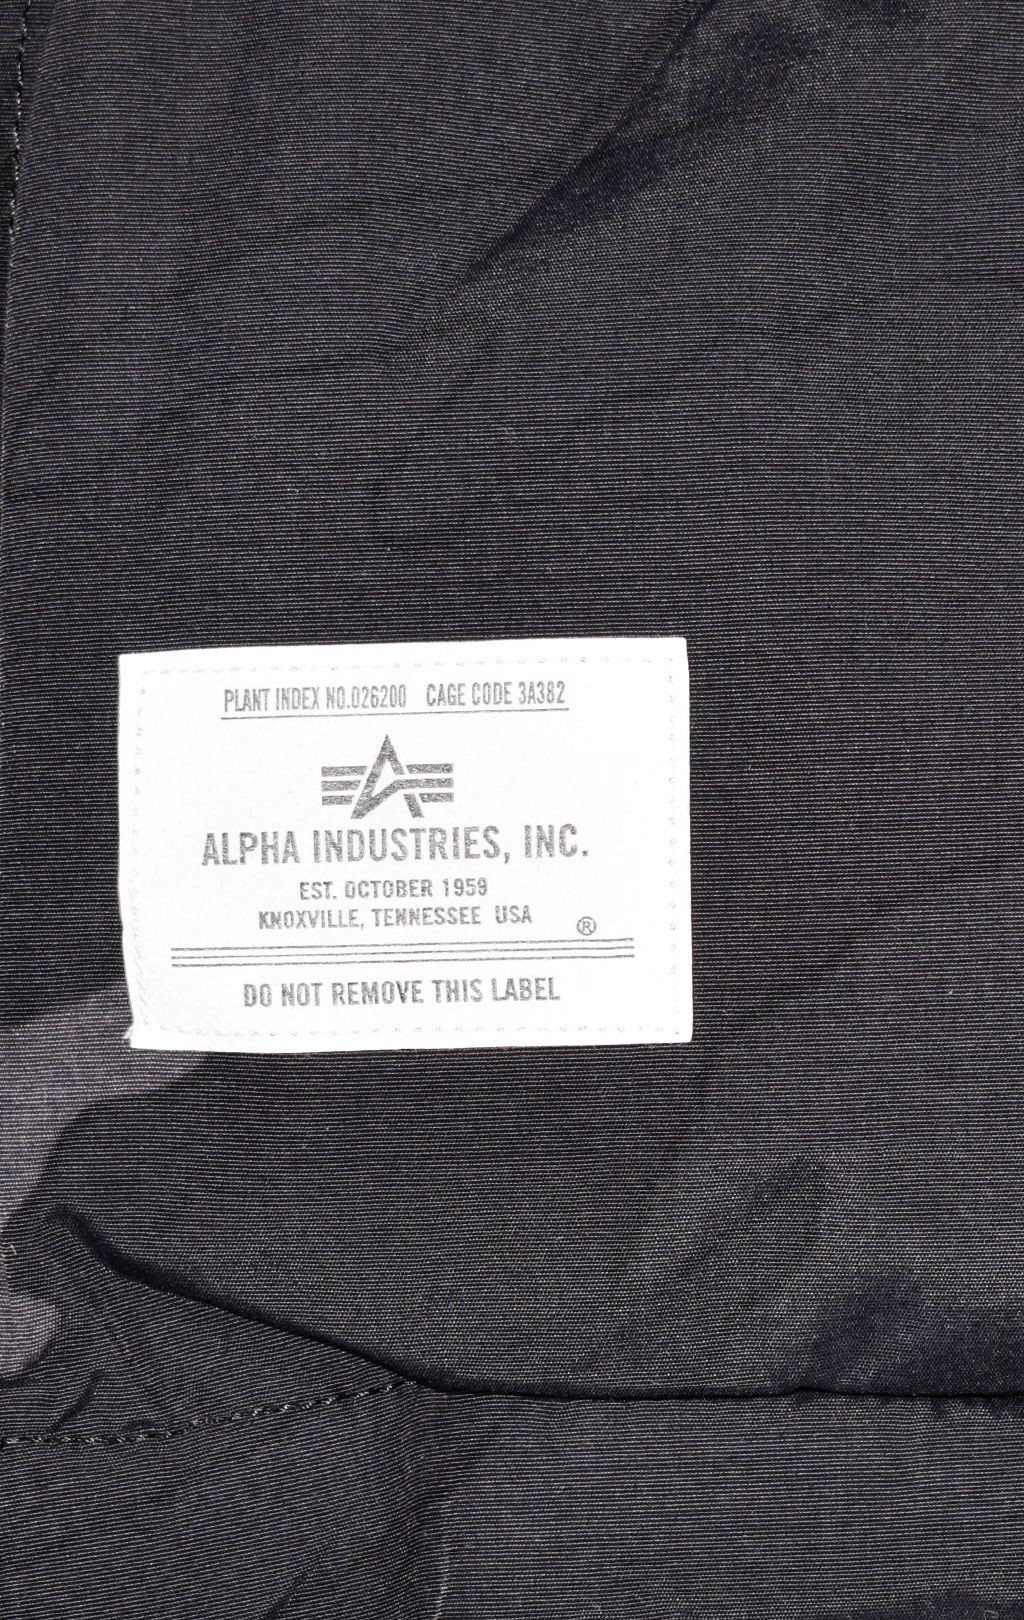 PLANT INDEX NO.026200 CAGE CODE 3A382
ALPHA INDUSTRIES, INC.
EST. OCTOBER 1959
KNOXVILLE, TENNESSEE USA
®
DO NOT REMOVE THIS LABEL